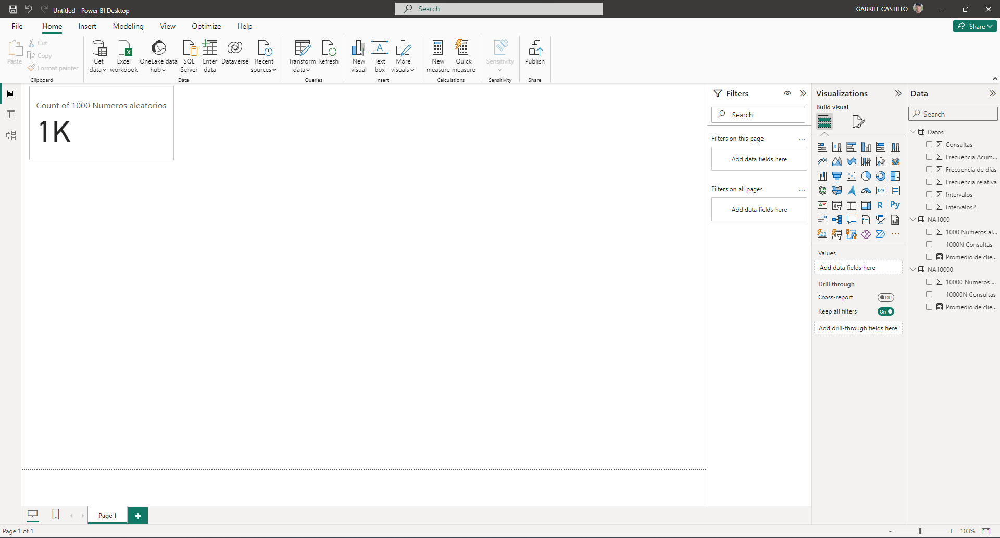 Untitled - Power BI Desktop
Search
GABRIEL CASTILLO
File Home Insert Modeling View Optimize Help
Share
Paste
Cut
Copy
Format painter
Clipboard
Get data
Excel workbook
OneLake data hub
SQL Server
Enter data
Dataverse
Recent sources
Data
Transform data
Refresh
Queries
New visual
Text box
More visuals
Insert
New measure
Quick measure
Calculations
Sensitivity
Sensitivity
Publish
Share
Count of 1000 Numeros aleatorios
1K
Filters
Search
Filters on this page ...
Add data fields here
Filters on all pages ...
Add data fields here
Visualizations
Build visual
123
R
Py
123
...
Values
Add data fields here
Drill through
Cross-report Off
Keep all filters On
Add drill-through fields here
Data
Search
Datos
Σ Consultas
Σ Frecuencia Acum...
Σ Frecuencia de dias
Σ Frecuencia relativa
Σ Intervalos
Σ Intervalos2
NA1000
Σ 1000 Numeros al...
1000N Consultas
Promedio de clie...
NA10000
Σ 10000 Numeros ...
10000N Consultas
Promedio de clie...
Page 1
+
Page 1 of 1
- + 103%